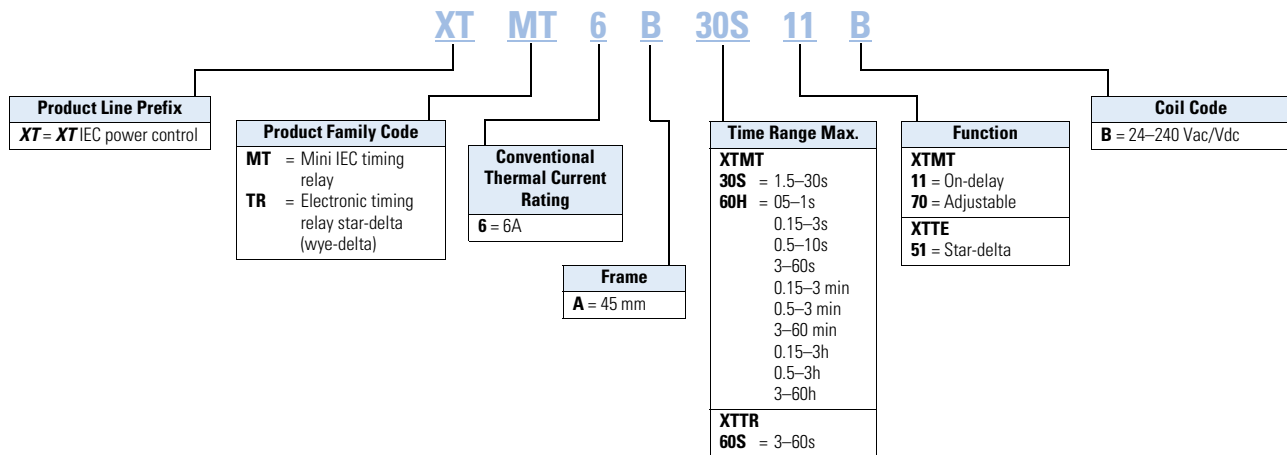 XT MT 6 B 30S 11 B
Product Line Prefix
XT = XT IEC power control
Product Family Code
MT = Mini IEC timing
relay
TR = Electronic timing
relay star-delta
(wye-delta)
Conventional
Thermal Current
Rating
6 = 6A
Frame
A = 45 mm
Time Range Max.
XTMT
30S = 1.5–30s
60H = 05–1s
0.15–3s
0.5–10s
3–60s
0.15–3 min
0.5–3 min
3–60 min
0.15–3h
0.5–3h
3–60h
XTTR
60S = 3–60s
Function
XTMT
11 = On-delay
70 = Adjustable
XTTE
51 = Star-delta
Coil Code
B = 24–240 Vac/Vdc